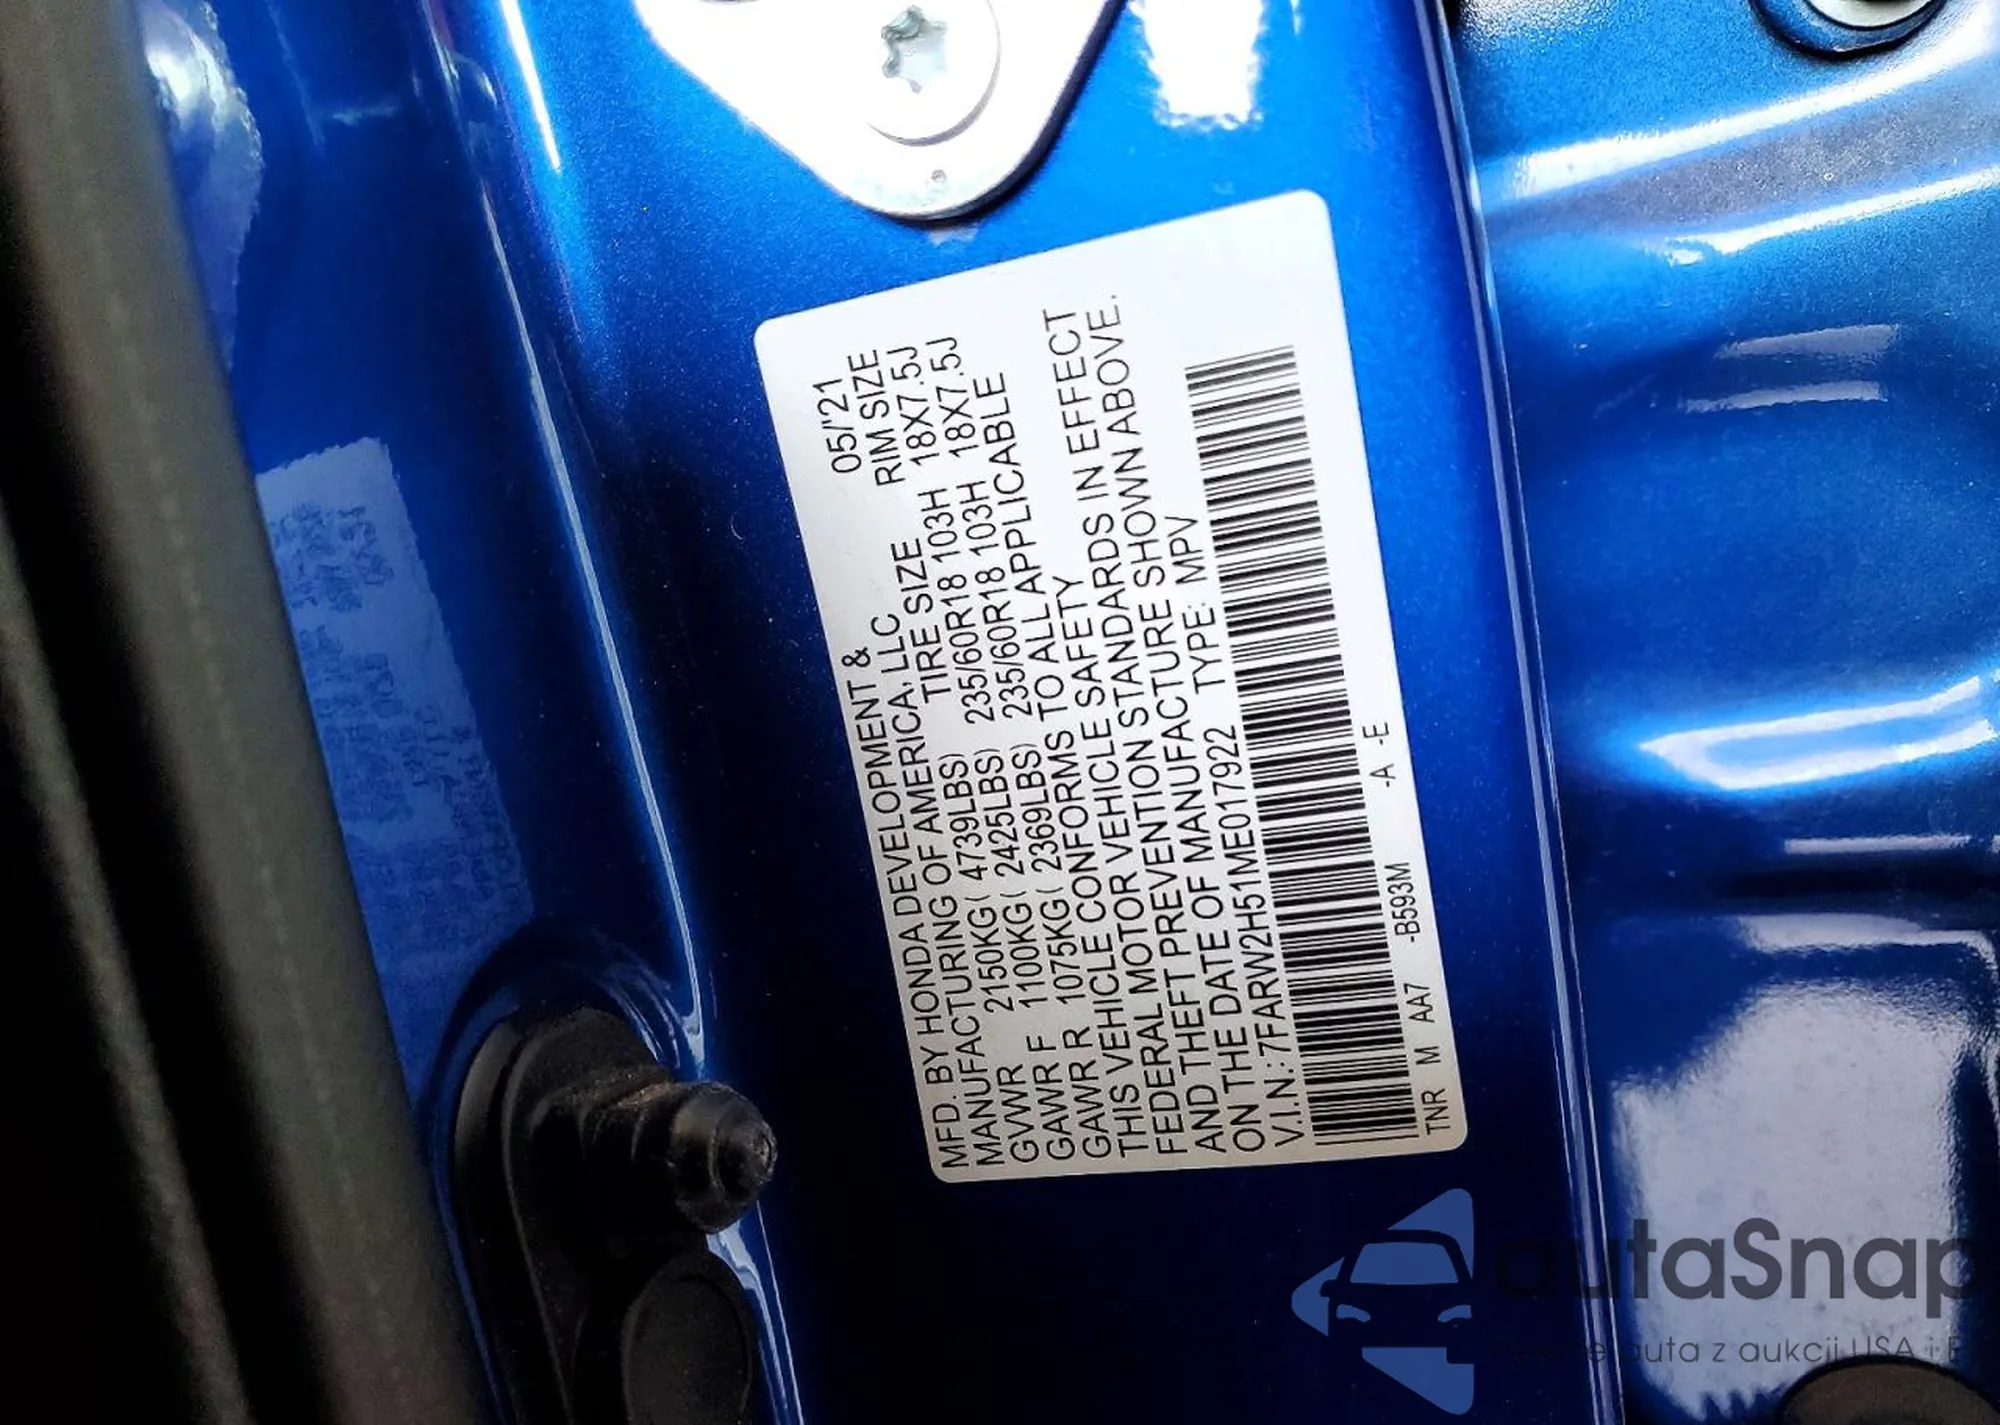 05/'21
MFD. BY HONDA DEVELOPMENT &
MANUFACTURING OF AMERICA, LLC
TIRE SIZE RIM SIZE
GVWR 2150KG( 4739LBS) 235/60R18 103H 18X7.5J
GAWR F 1100KG( 2425LBS) 235/60R18 103H 18X7.5J
GAWR R 1075KG( 2369LBS)
THIS VEHICLE CONFORMS TO ALL APPLICABLE
FEDERAL MOTOR VEHICLE SAFETY
AND THEFT PREVENTION STANDARDS IN EFFECT
ON THE DATE OF MANUFACTURE SHOWN ABOVE.
V.I.N.:7FARW2H51ME017922 TYPE: MPV
TNR M AA7 -B593M -A -E
autaSnap
auta z aukcji USA i